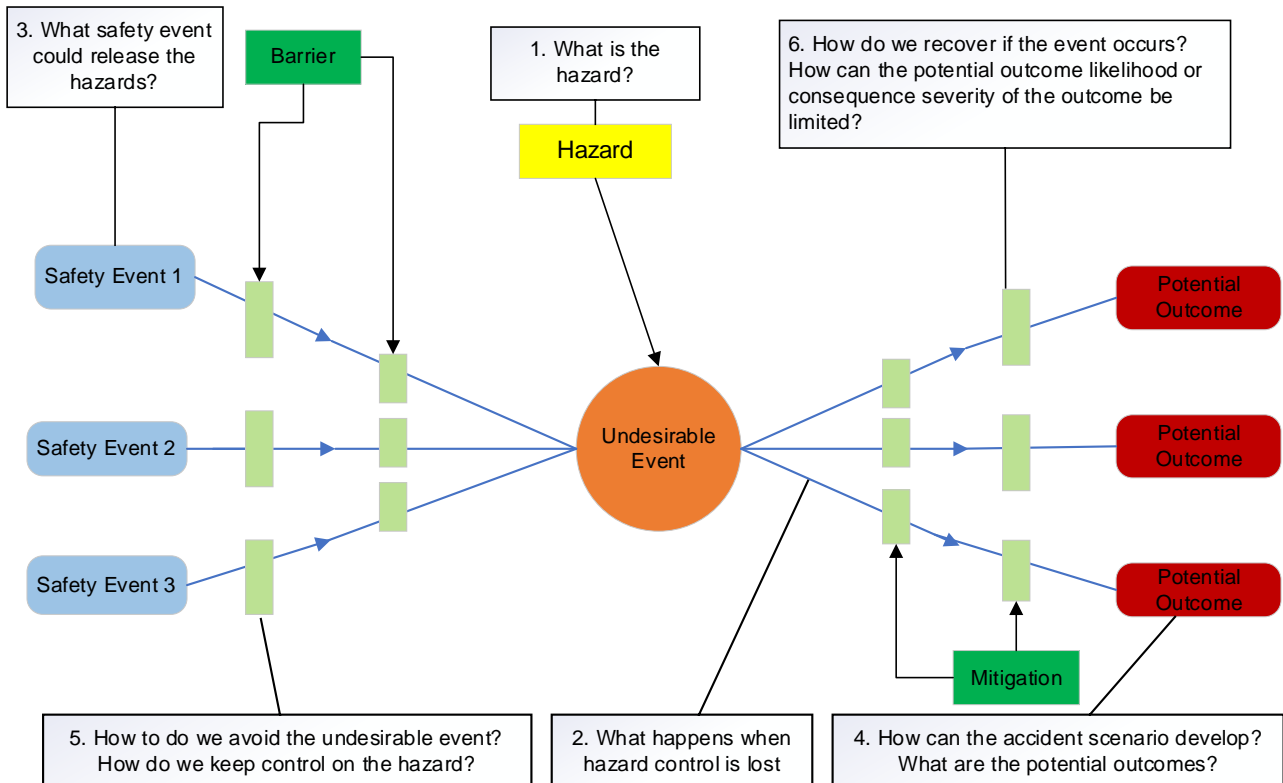 3. What safety event
could release the
hazards?
Barrier
1. What is the
hazard?
6. How do we recover if the event occurs?
How can the potential outcome likelihood or
consequence severity of the outcome be
limited?
Hazard
Safety Event 1
Potential
Outcome
Safety Event 2
Undesirable
Event
Potential
Outcome
Safety Event 3
Potential
Outcome
Mitigation
5. How to do we avoid the undesirable event?
How do we keep control on the hazard?
2. What happens when
hazard control is lost
4. How can the accident scenario develop?
What are the potential outcomes?